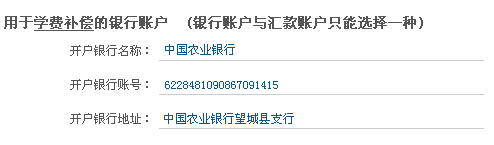 用于学费补偿的银行账户 （银行账户与汇款账户只能选择一种）
开户银行名称： 中国农业银行
开户银行账号： 6228481090867091415
开户银行地址： 中国农业银行望城县支行